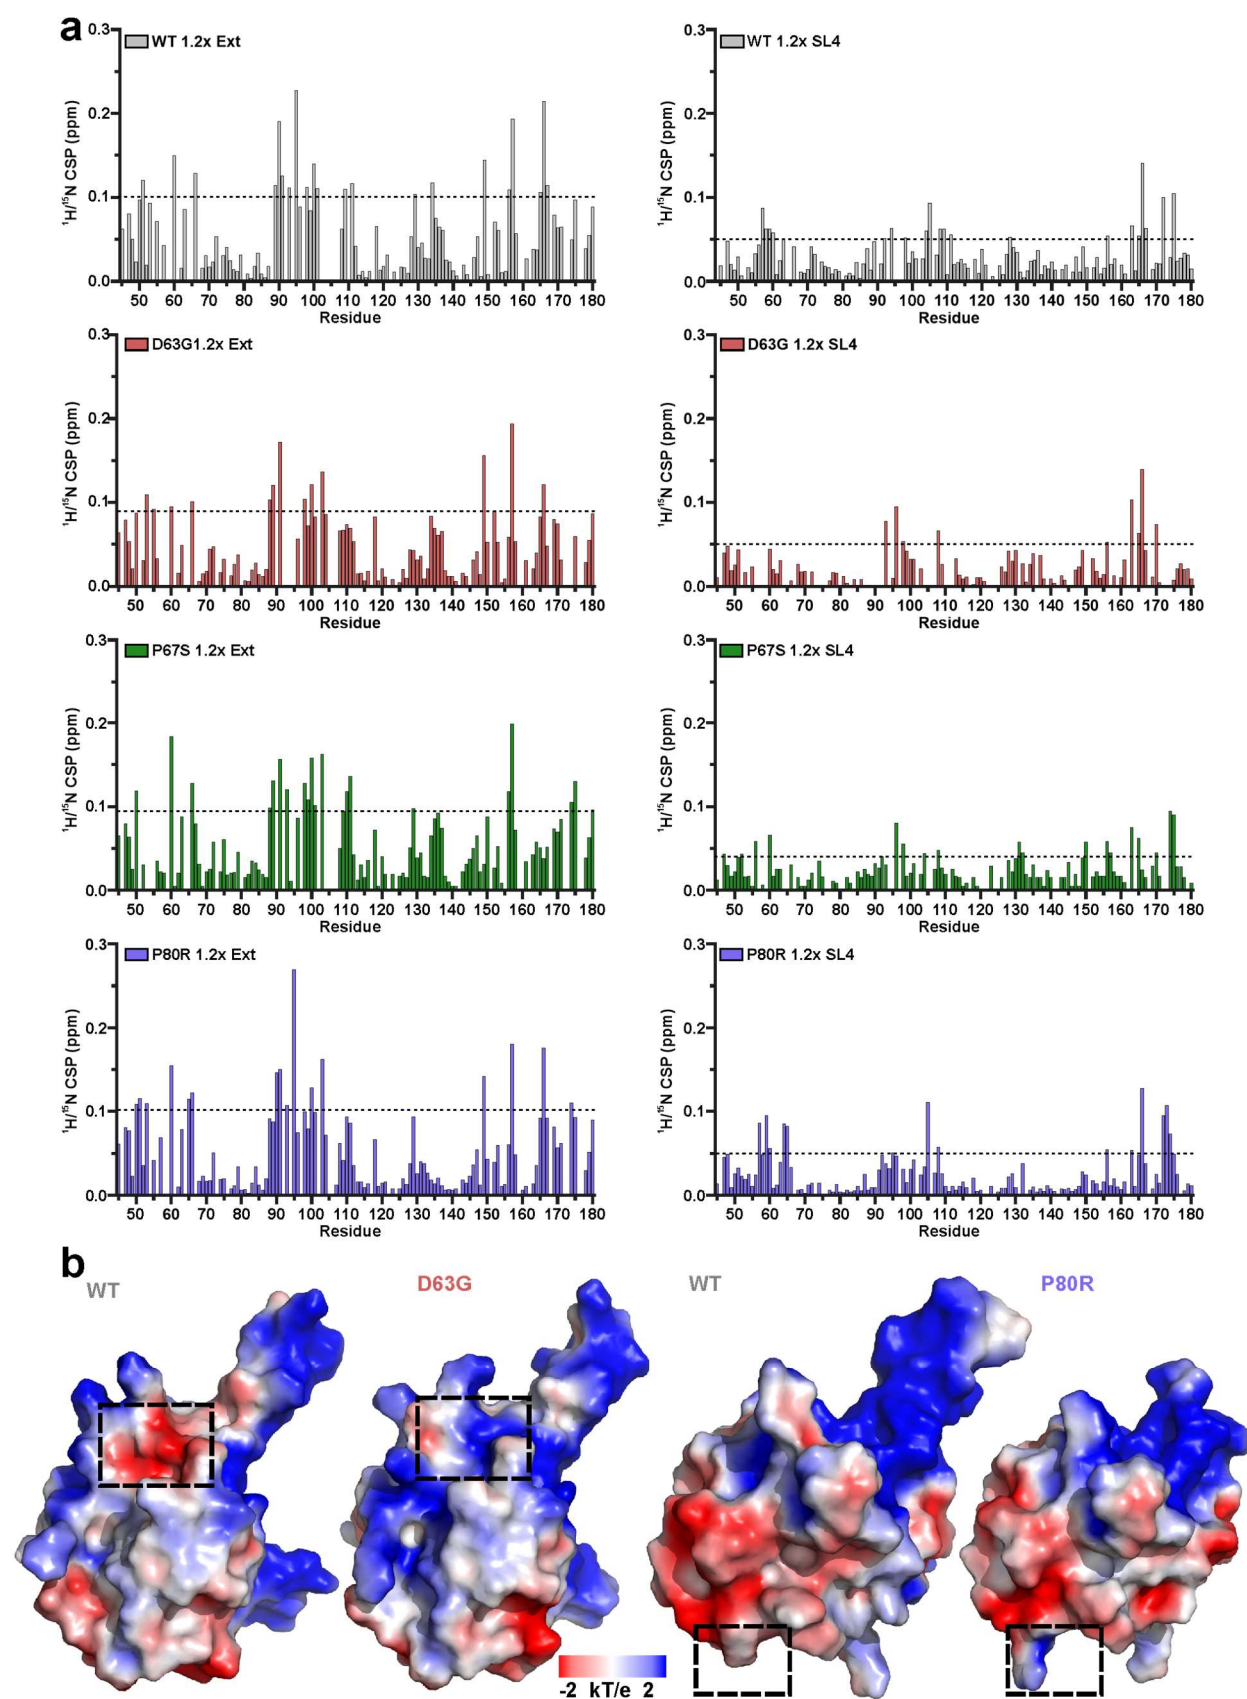 a
WT 1.2x Ext
¹H/¹⁵N CSP (ppm)
0.3
0.2
0.1
0.0
50 60 70 80 90 100 110 120 130 140 150 160 170 180
Residue
WT 1.2x SL4
¹H/¹⁵N CSP (ppm)
0.3
0.2
0.1
0.0
50 60 70 80 90 100 110 120 130 140 150 160 170 180
Residue
D63G1.2x Ext
¹H/¹⁵N CSP (ppm)
0.3
0.2
0.1
0.0
50 60 70 80 90 100 110 120 130 140 150 160 170 180
Residue
D63G 1.2x SL4
¹H/¹⁵N CSP (ppm)
0.3
0.2
0.1
0.0
50 60 70 80 90 100 110 120 130 140 150 160 170 180
Residue
P67S 1.2x Ext
¹H/¹⁵N CSP (ppm)
0.3
0.2
0.1
0.0
50 60 70 80 90 100 110 120 130 140 150 160 170 180
Residue
P67S 1.2x SL4
¹H/¹⁵N CSP (ppm)
0.3
0.2
0.1
0.0
50 60 70 80 90 100 110 120 130 140 150 160 170 180
Residue
P80R 1.2x Ext
¹H/¹⁵N CSP (ppm)
0.3
0.2
0.1
0.0
50 60 70 80 90 100 110 120 130 140 150 160 170 180
Residue
P80R 1.2x SL4
¹H/¹⁵N CSP (ppm)
0.3
0.2
0.1
0.0
50 60 70 80 90 100 110 120 130 140 150 160 170 180
Residue
b
WT
D63G
WT
P80R
-2 kT/e 2